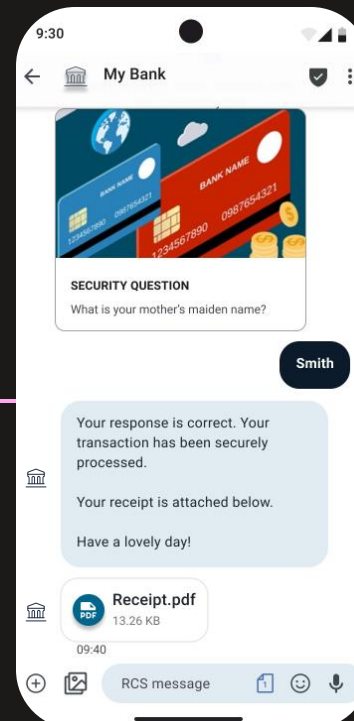 9:30
My Bank
BANK NAME
1234567890 0987654321
BANK NAME
1234567890 0987654321
SECURITY QUESTION
What is your mother's maiden name?
Smith
Your response is correct. Your
transaction has been securely
processed.
Your receipt is attached below.
Have a lovely day!
PDF
Receipt.pdf
13.26 KB
09:40
RCS message
1